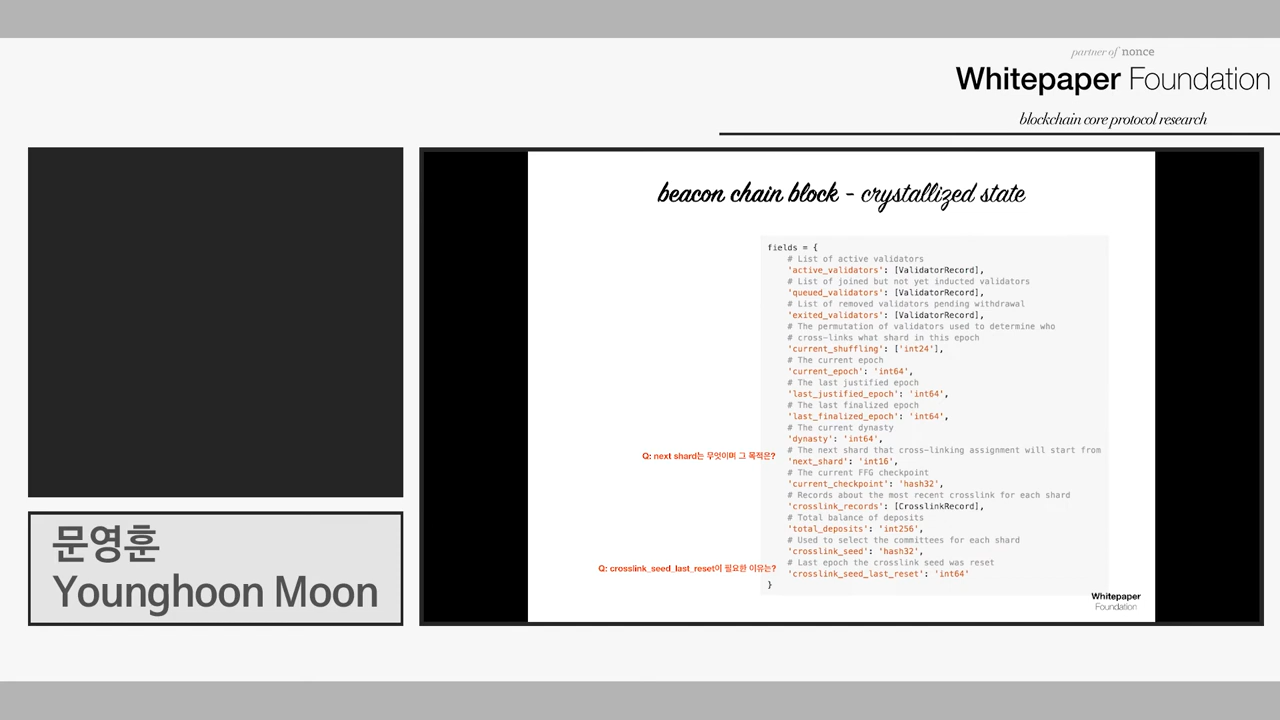 partner of nonce
Whitepaper Foundation
blockchain core protocol research
beacon chain block - crystallized state
fields = {
# List of active validators
'active_validators': [ValidatorRecord],
# List of joined but not yet inducted validators
'queued_validators': [ValidatorRecord],
# List of removed validators pending withdrawal
'exited_validators': [ValidatorRecord],
# The permutation of validators used to determine who
# cross-links what shard in this epoch
'current_shuffling': ['int24'],
# The current epoch
'current_epoch': 'int64',
# The last justified epoch
'last_justified_epoch': 'int64',
# The last finalized epoch
'last_finalized_epoch': 'int64',
# The current dynasty
'dynasty': 'int64',
# The next shard that cross-linking assignment will start from
Q: next shard는 무엇이며 그 목적은?
'next_shard': 'int16',
# The current FFG checkpoint
'current_checkpoint': 'hash32',
# Records about the most recent crosslink for each shard
'crosslink_records': [CrosslinkRecord],
# Total balance of deposits
'total_deposits': 'int256',
# Used to select the committees for each shard
'crosslink_seed': 'hash32',
# Last epoch the crosslink seed was reset
Q: crosslink_seed_last_reset이 필요한 이유는?
'crosslink_seed_last_reset': 'int64'
}
Whitepaper
Foundation
문영훈
Younghoon Moon